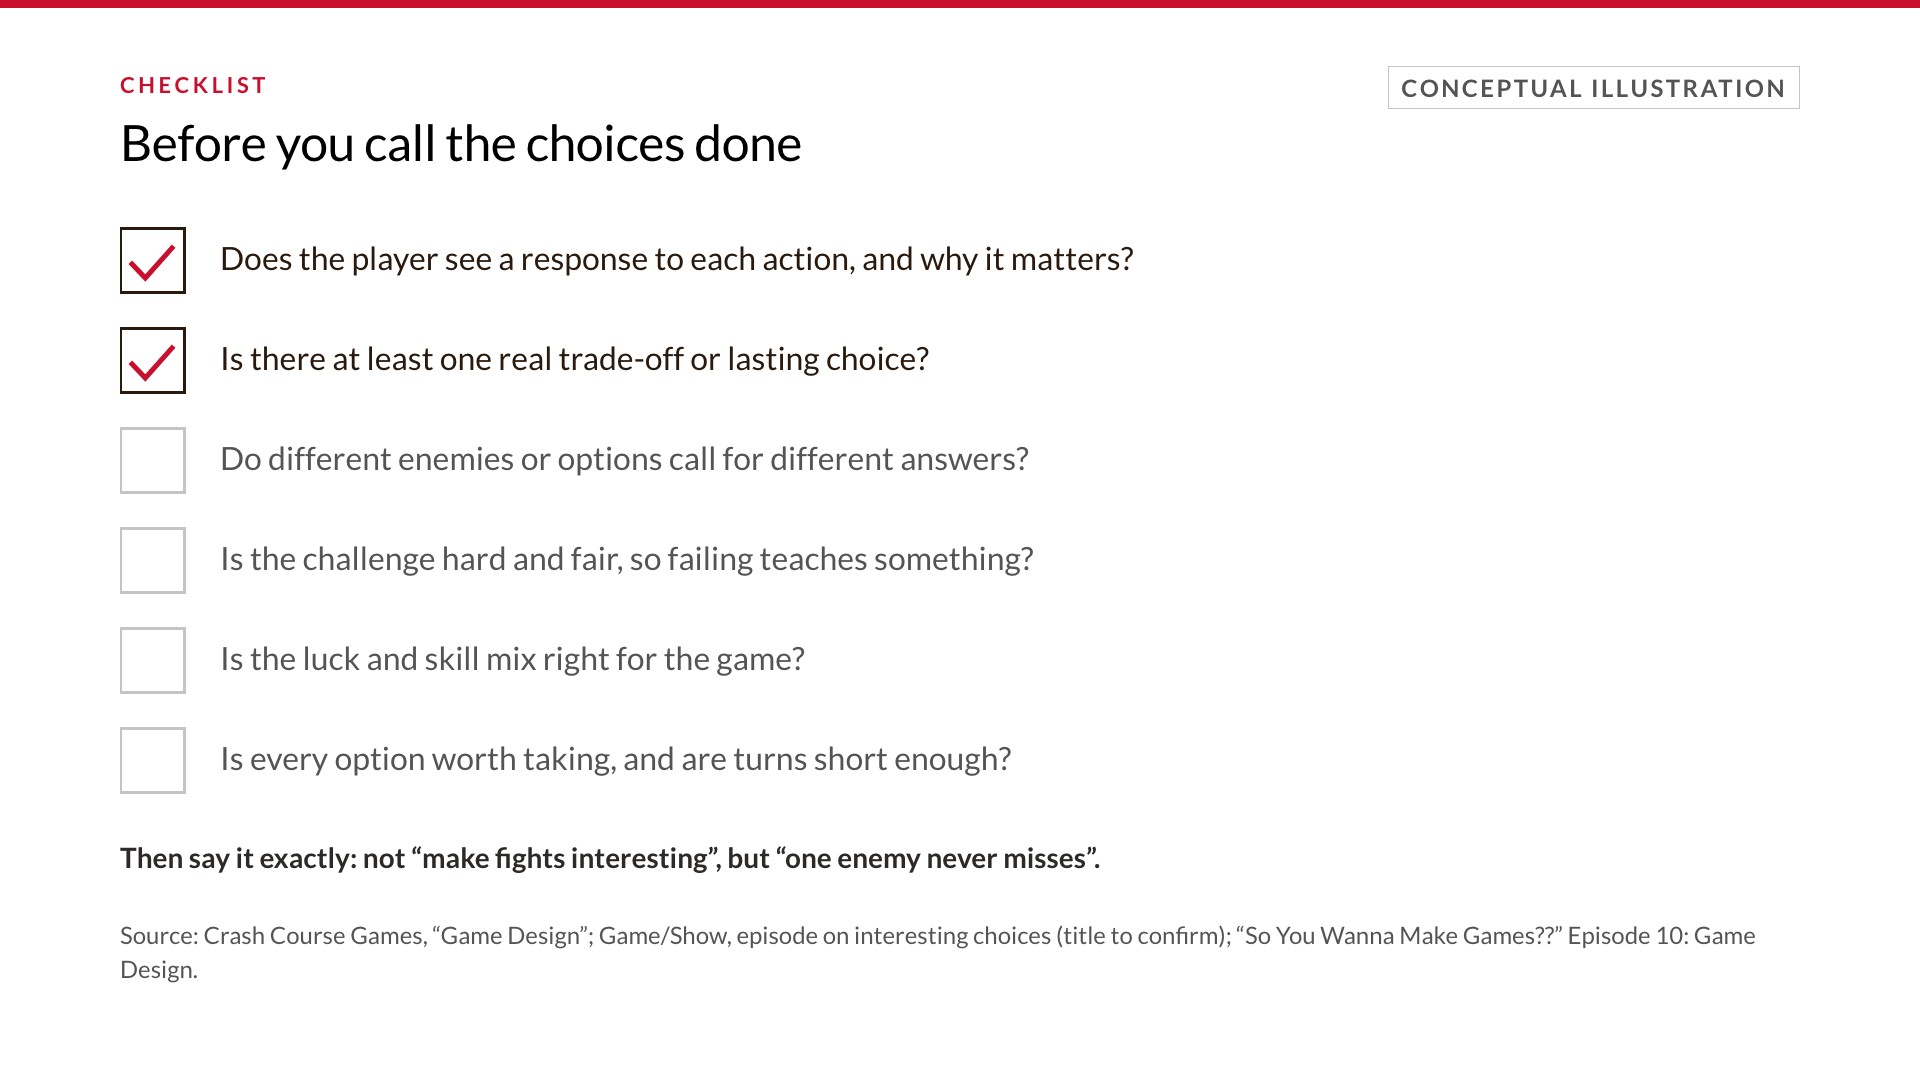 CHECKLIST
CONCEPTUAL ILLUSTRATION
Before you call the choices done
Does the player see a response to each action, and why it matters?
Is there at least one real trade-off or lasting choice?
Do different enemies or options call for different answers?
Is the challenge hard and fair, so failing teaches something?
Is the luck and skill mix right for the game?
Is every option worth taking, and are turns short enough?
Then say it exactly: not “make fights interesting”, but “one enemy never misses”.
Source: Crash Course Games, “Game Design”; Game/Show, episode on interesting choices (title to confirm); “So You Wanna Make Games??” Episode 10: Game
Design.